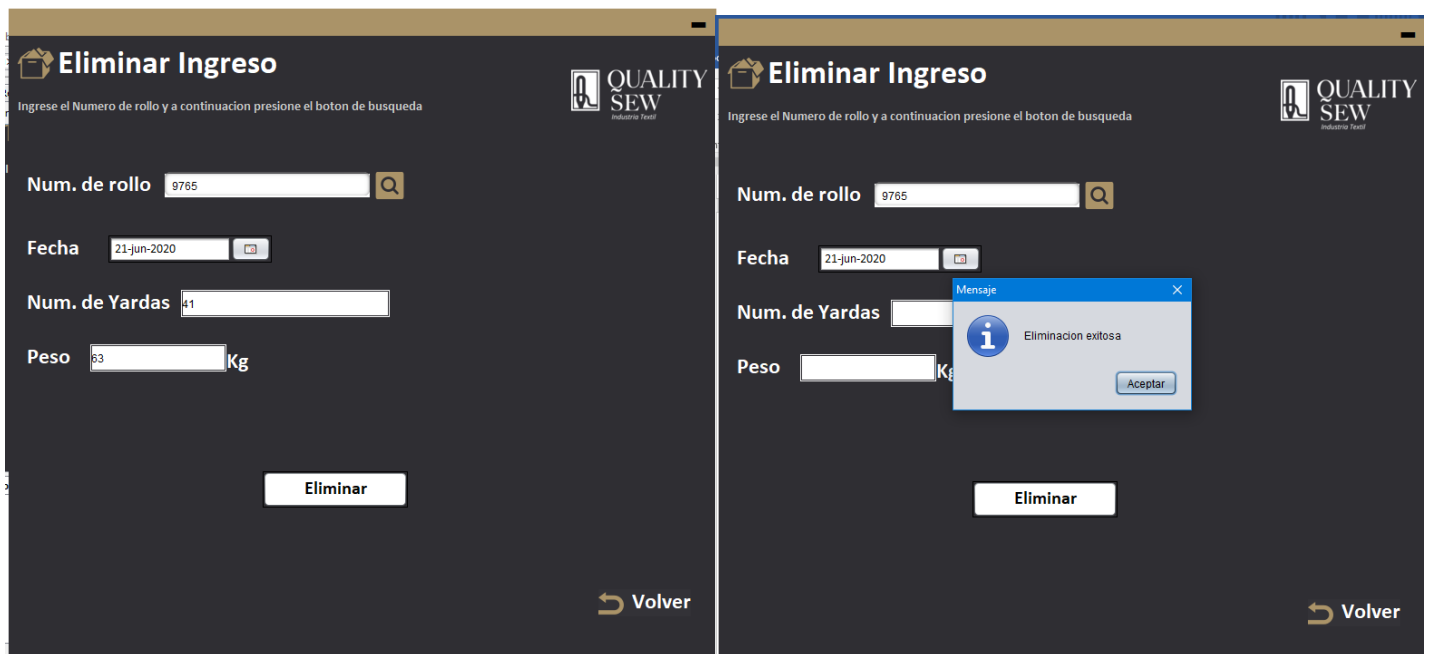 Eliminar Ingreso
QUALITY
SEW
Industria Textil
Ingrese el Numero de rollo y a continuacion presione el boton de busqueda
Num. de rollo 9765
Fecha 21-jun-2020
Num. de Yardas 41
Peso 63 Kg
Eliminar
Volver
Eliminar Ingreso
QUALITY
SEW
Industria Textil
Ingrese el Numero de rollo y a continuacion presione el boton de busqueda
Num. de rollo 9765
Fecha 21-jun-2020
Mensaje
Num. de Yardas
Eliminacion exitosa
Peso
Aceptar
Eliminar
Volver